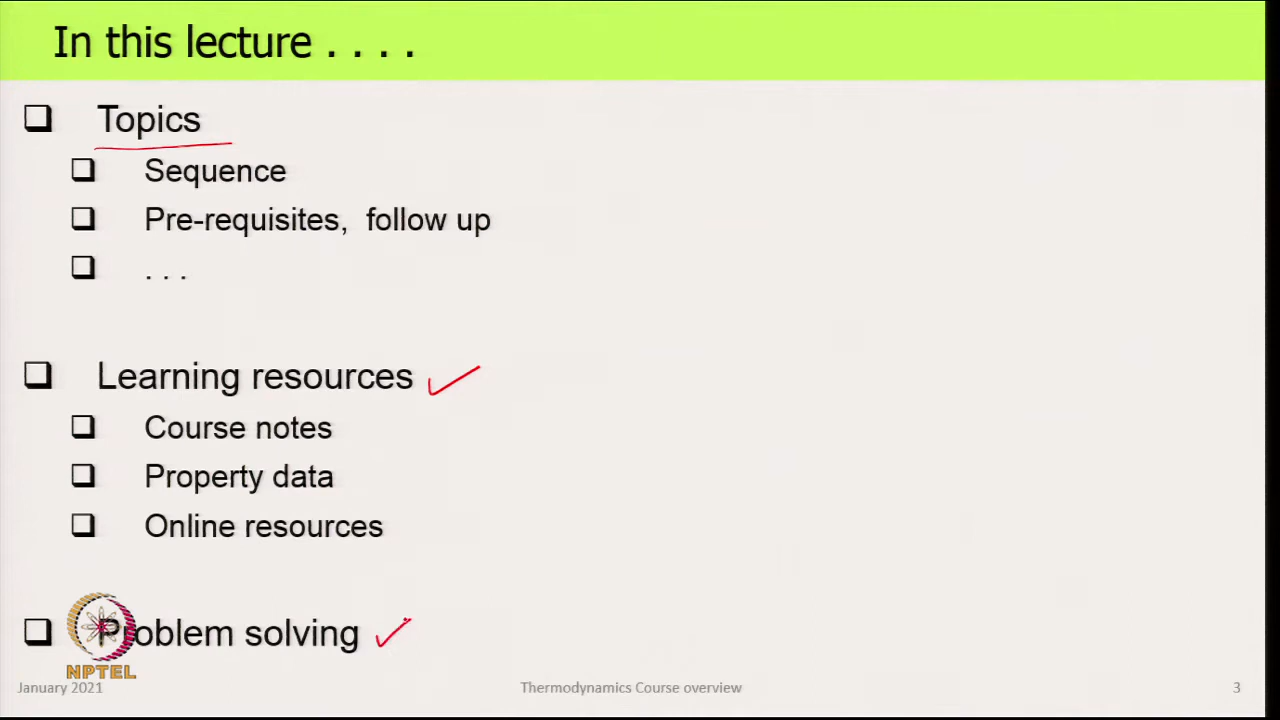 In this lecture . . . .
Topics
Sequence
Pre-requisites, follow up
. . .
Learning resources
Course notes
Property data
Online resources
Problem solving
NPTEL
January 2021
Thermodynamics Course overview
3